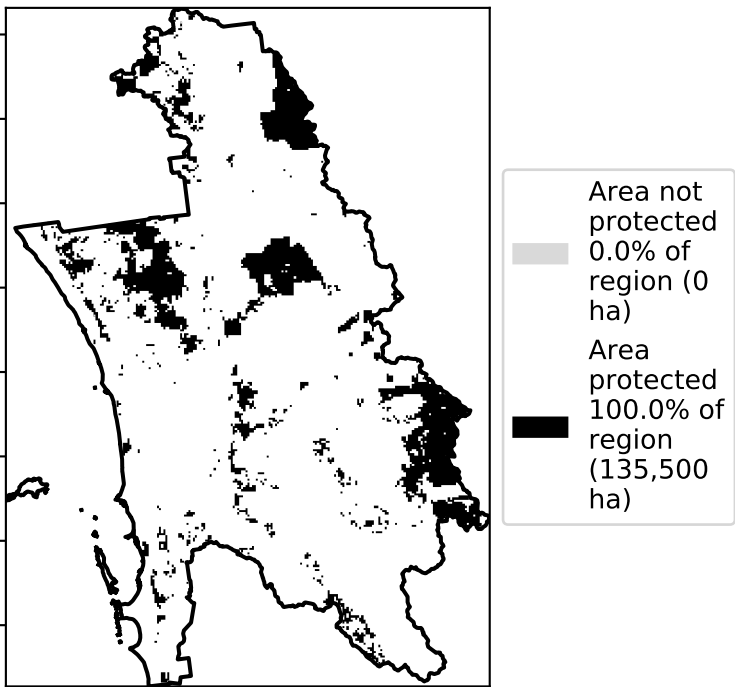 Area not
protected
0.0% of
region (0
ha)
Area
protected
100.0% of
region
(135,500
ha)